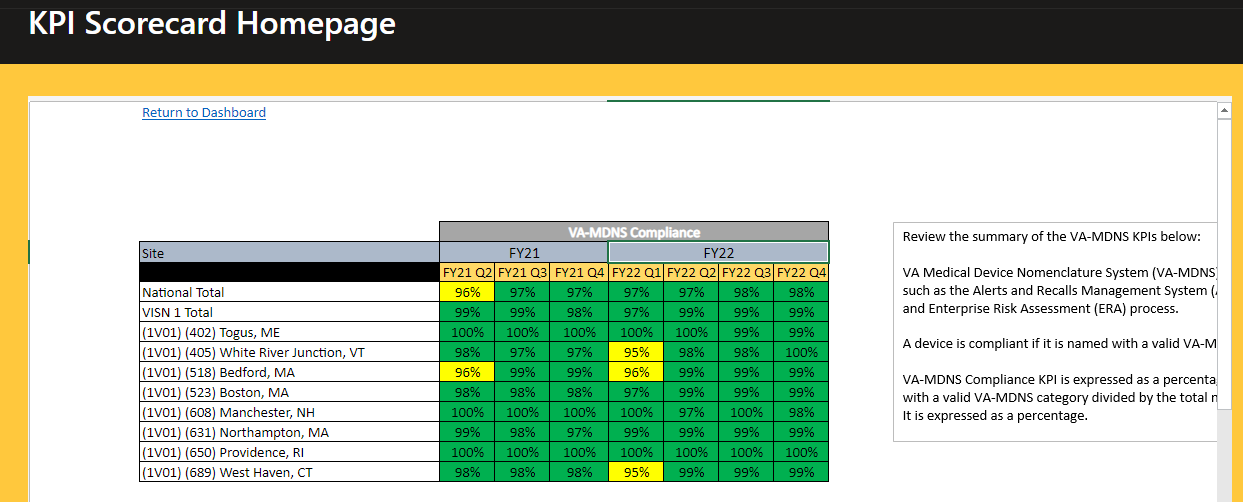 KPI Scorecard Homepage
Return to Dashboard
VA-MDNS Compliance
Site FY21 FY22
FY21 Q2 FY21 Q3 FY21 Q4 FY22 Q1 FY22 Q2 FY22 Q3 FY22 Q4
National Total 96% 97% 97% 97% 97% 98% 98%
VISN 1 Total 99% 99% 98% 97% 99% 99% 99%
(1V01) (402) Togus, ME 100% 100% 100% 100% 100% 99% 99%
(1V01) (405) White River Junction, VT 98% 97% 97% 95% 98% 98% 100%
(1V01) (518) Bedford, MA 96% 99% 99% 96% 99% 99% 99%
(1V01) (523) Boston, MA 98% 98% 98% 97% 99% 99% 99%
(1V01) (608) Manchester, NH 100% 100% 100% 100% 97% 100% 98%
(1V01) (631) Northampton, MA 99% 98% 97% 99% 99% 99% 99%
(1V01) (650) Providence, RI 100% 100% 100% 100% 100% 100% 100%
(1V01) (689) West Haven, CT 98% 98% 98% 95% 99% 99% 99%
Review the summary of the VA-MDNS KPIs below:
VA Medical Device Nomenclature System (VA-MDNS)
such as the Alerts and Recalls Management System (
and Enterprise Risk Assessment (ERA) process.
A device is compliant if it is named with a valid VA-M
VA-MDNS Compliance KPI is expressed as a percenta
with a valid VA-MDNS category divided by the total
It is expressed as a percentage.